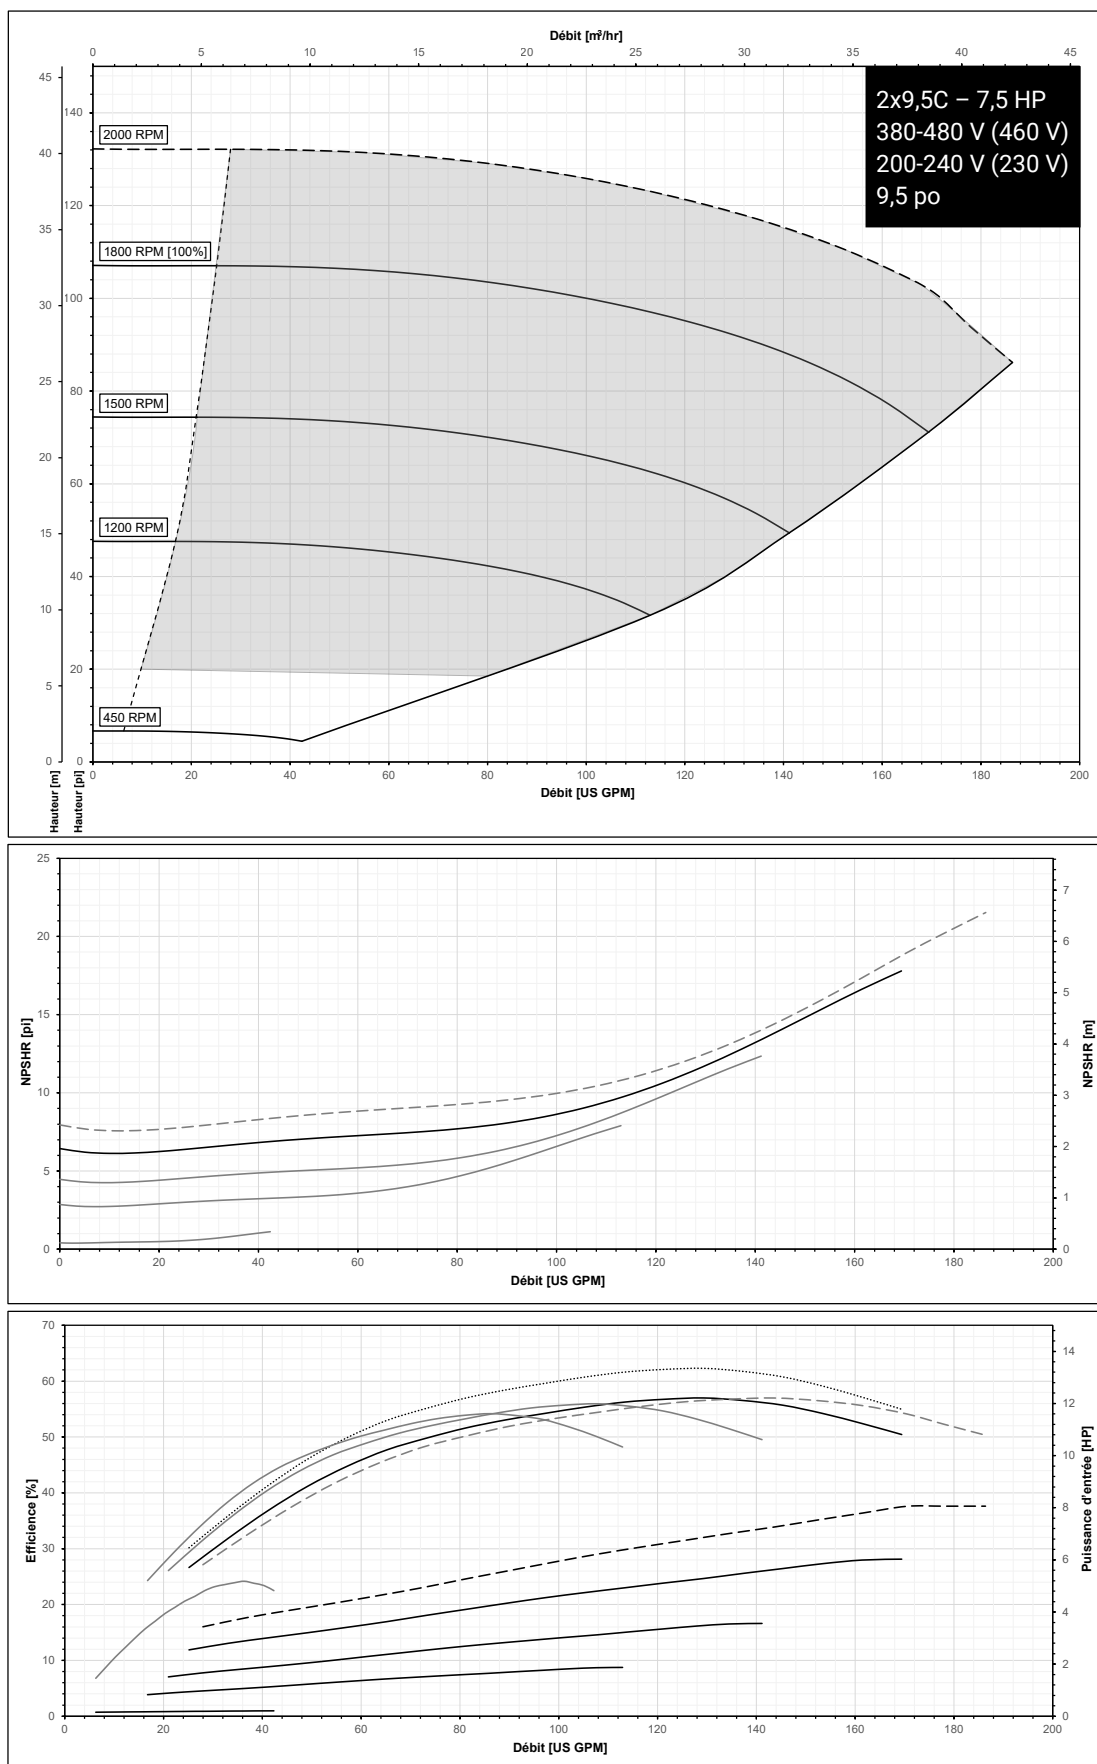 Débit [m³/hr]
0 5 10 15 20 25 30 35 40 45
45
40
35
30
25
20
15
10
5
0
140
120
100
80
60
40
20
0
2x9,5C – 7,5 HP
380-480 V (460 V)
200-240 V (230 V)
9,5 po
2000 RPM
1800 RPM [100%]
1500 RPM
1200 RPM
450 RPM
0 20 40 60 80 100 120 140 160 180 200
Débit [US GPM]
Hauteur [m]
Hauteur [pi]
25
20
15
10
5
0
NPSHR [pi]
7
6
5
4
3
2
1
0
NPSHR [m]
0 20 40 60 80 100 120 140 160 180 200
Débit [US GPM]
70
60
50
40
30
20
10
0
Efficience [%]
14
12
10
8
6
4
2
0
Puissance d'entrée [HP]
0 20 40 60 80 100 120 140 160 180 200
Débit [US GPM]